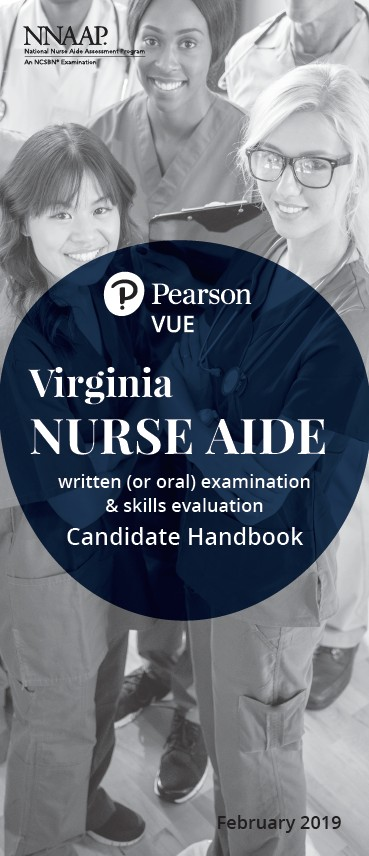 NNAAP®
National Nurse Aide Assessment Program
An NCSBN® Examination
Pearson
VUE
Virginia
NURSE AIDE
written (or oral) examination
& skills evaluation
Candidate Handbook
February 2019